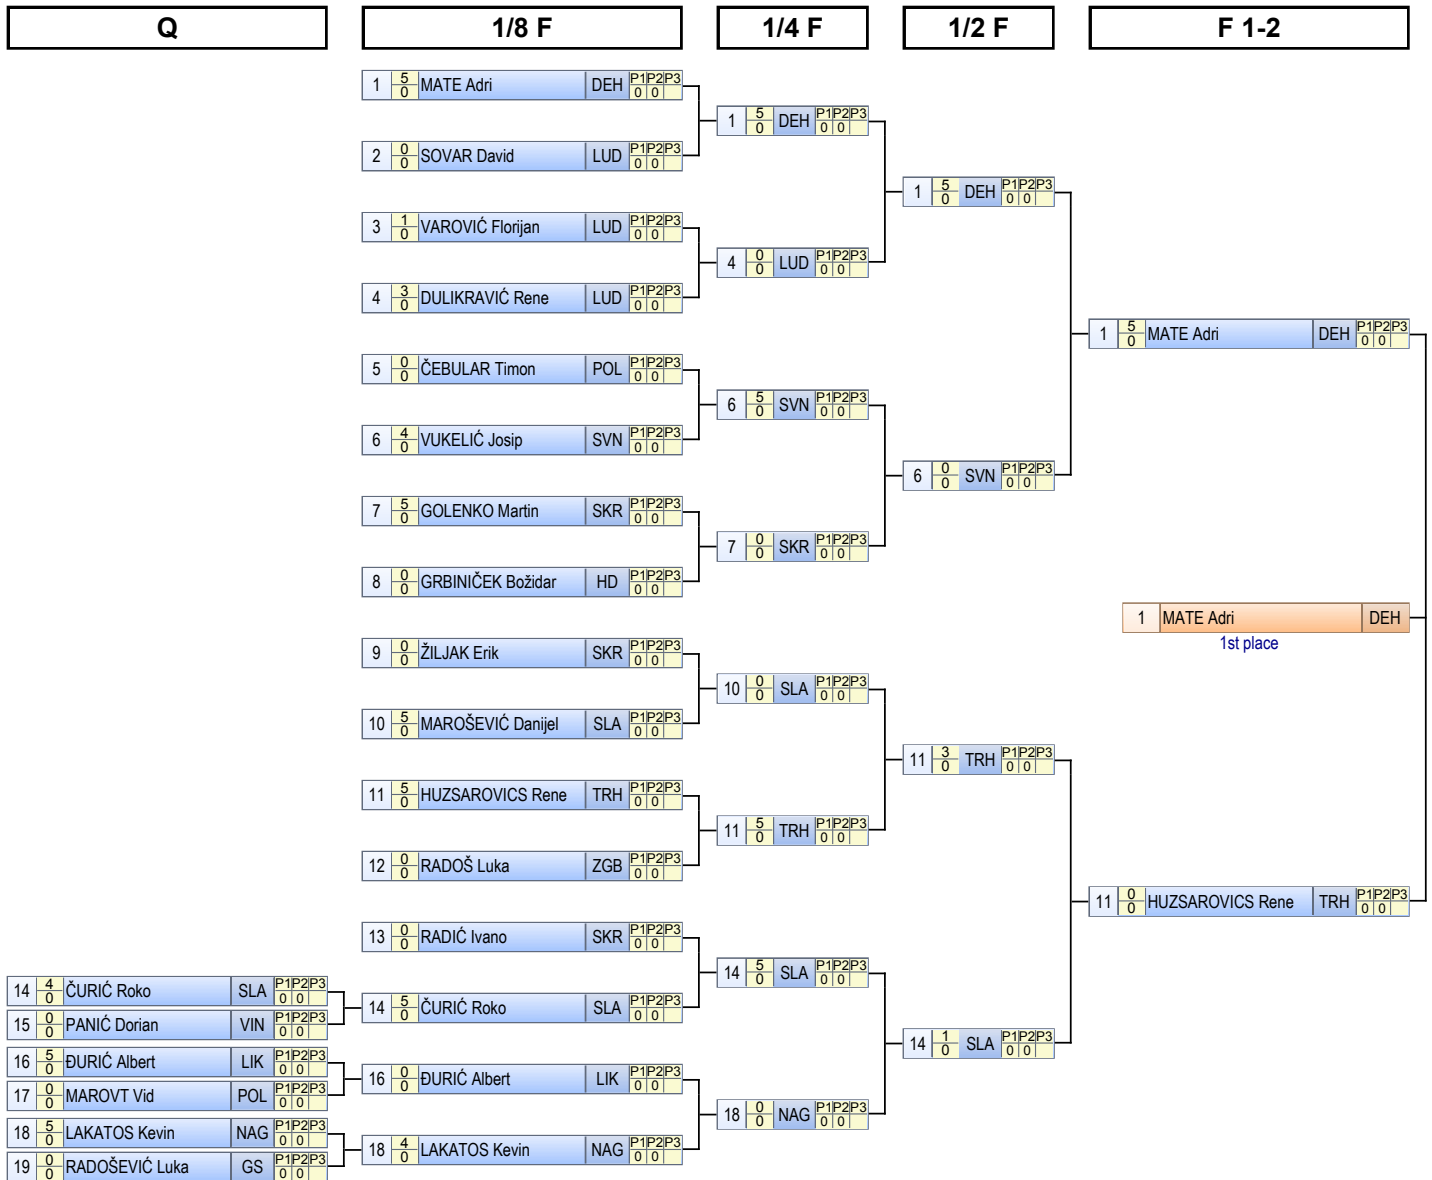 Q 1/8 F 1/4 F 1/2 F F 1-2
1 5 0 MATE Adri DEH P1 P2 P3 0 0
1 5 0 DEH P1 P2 P3 0 0
2 0 0 SOVAR David LUD P1 P2 P3 0 0
1 5 0 DEH P1 P2 P3 0 0
3 1 0 VAROVIĆ Florijan LUD P1 P2 P3 0 0
4 0 0 LUD P1 P2 P3 0 0
4 3 0 DULIKRAVIĆ Rene LUD P1 P2 P3 0 0
1 5 0 MATE Adri DEH P1 P2 P3 0 0
5 0 0 ČEBULAR Timon POL P1 P2 P3 0 0
6 5 0 SVN P1 P2 P3 0 0
6 4 0 VUKELIĆ Josip SVN P1 P2 P3 0 0
6 0 0 SVN P1 P2 P3 0 0
7 5 0 GOLENKO Martin SKR P1 P2 P3 0 0
7 0 0 SKR P1 P2 P3 0 0
8 0 0 GRBINIČEK Božidar HD P1 P2 P3 0 0
1 MATE Adri DEH
1st place
9 0 0 ŽILJAK Erik SKR P1 P2 P3 0 0
10 0 0 SLA P1 P2 P3 0 0
10 5 0 MAROŠEVIĆ Danijel SLA P1 P2 P3 0 0
11 3 0 TRH P1 P2 P3 0 0
11 5 0 HUZSAROVICS Rene TRH P1 P2 P3 0 0
11 5 0 TRH P1 P2 P3 0 0
12 0 0 RADOŠ Luka ZGB P1 P2 P3 0 0
11 0 0 HUZSAROVICS Rene TRH P1 P2 P3 0 0
13 0 0 RADIĆ Ivano SKR P1 P2 P3 0 0
14 5 0 SLA P1 P2 P3 0 0
14 4 0 ČURIĆ Roko SLA P1 P2 P3 0 0
14 5 0 ČURIĆ Roko SLA P1 P2 P3 0 0
15 0 0 PANIĆ Dorian VIN P1 P2 P3 0 0
14 1 0 SLA P1 P2 P3 0 0
16 5 0 ĐURIĆ Albert LIK P1 P2 P3 0 0
16 0 0 ĐURIĆ Albert LIK P1 P2 P3 0 0
17 0 0 MAROVT Vid POL P1 P2 P3 0 0
18 0 0 NAG P1 P2 P3 0 0
18 5 0 LAKATOS Kevin NAG P1 P2 P3 0 0
18 4 0 LAKATOS Kevin NAG P1 P2 P3 0 0
19 0 0 RADOŠEVIĆ Luka GS P1 P2 P3 0 0